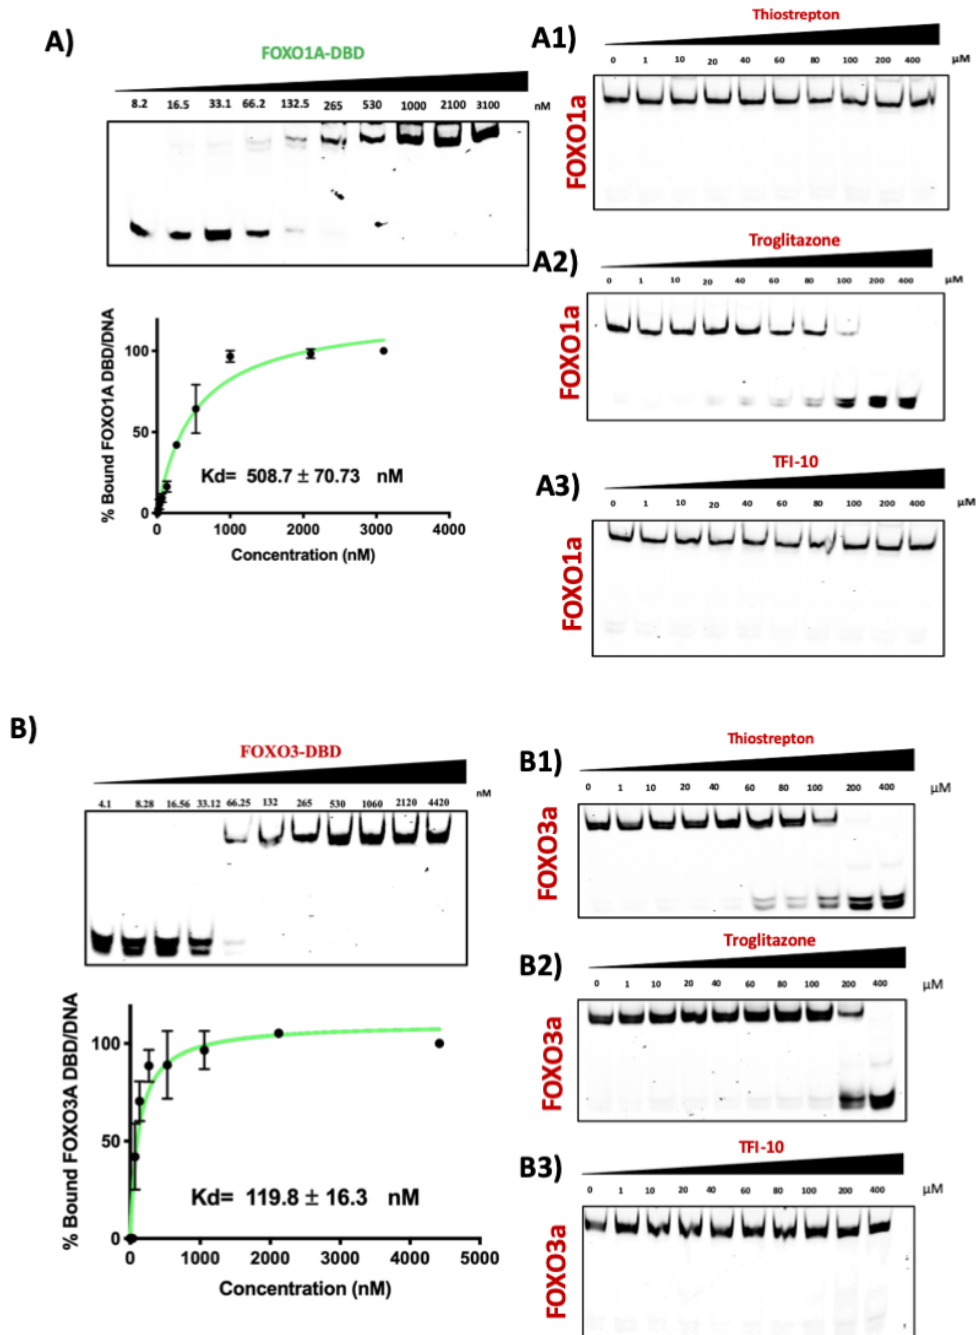 A)
FOXO1A-DBD
8.2 16.5 33.1 66.2 132.5 265 530 1000 2100 3100 nM
% Bound FOXO1A DBD/DNA
100
50
0
Kd= 508.7 ± 70.73 nM
0 1000 2000 3000 4000
Concentration (nM)
A1)
Thiostrepton
0 1 10 20 40 60 80 100 200 400 μM
FOXO1a
A2)
Troglitazone
0 1 10 20 40 60 80 100 200 400 μM
FOXO1a
A3)
TFI-10
0 1 10 20 40 60 80 100 200 400 μM
FOXO1a
B)
FOXO3-DBD
4.1 8.28 16.56 33.12 66.25 132 265 530 1060 2120 4420 nM
% Bound FOXO3A DBD/DNA
100
50
0
Kd= 119.8 ± 16.3 nM
0 1000 2000 3000 4000 5000
Concentration (nM)
B1)
Thiostrepton
0 1 10 20 40 60 80 100 200 400 μM
FOXO3a
B2)
Troglitazone
0 1 10 20 40 60 80 100 200 400 μM
FOXO3a
B3)
TFI-10
0 1 10 20 40 60 80 100 200 400 μM
FOXO3a